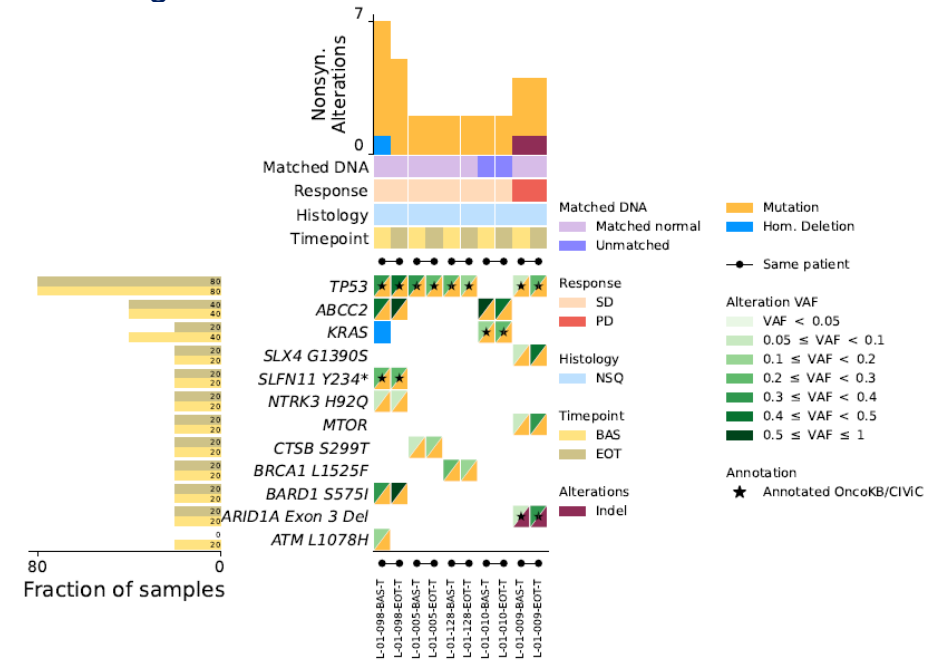 7
Nonsyn.
Alterations
0
Matched DNA
Response
Histology
Timepoint
Matched DNA
Matched normal
Unmatched
Response
SD
PD
Histology
NSQ
Timepoint
BAS
EOT
Alterations
Indel
Mutation
Hom. Deletion
Same patient
Alteration VAF
VAF < 0.05
0.05 ≤ VAF < 0.1
0.1 ≤ VAF < 0.2
0.2 ≤ VAF < 0.3
0.3 ≤ VAF < 0.4
0.4 ≤ VAF < 0.5
0.5 ≤ VAF ≤ 1
Annotation
Annotated OncoKB/CIViC
80
80
TP53
40
40
ABCC2
20
40
KRAS
20
20
SLX4 G1390S
20
20
SLFN11 Y234*
20
20
NTRK3 H92Q
20
20
MTOR
20
20
CTSB S299T
20
20
BRCA1 L1525F
20
20
BARD1 S575I
20
20
ARID1A Exon 3 Del
0
20
ATM L1078H
80
0
Fraction of samples
L-01-098-BAS-T
L-01-098-EOT-T
L-01-005-BAS-T
L-01-005-EOT-T
L-01-128-BAS-T
L-01-128-EOT-T
L-01-010-BAS-T
L-01-010-EOT-T
L-01-009-BAS-T
L-01-009-EOT-T